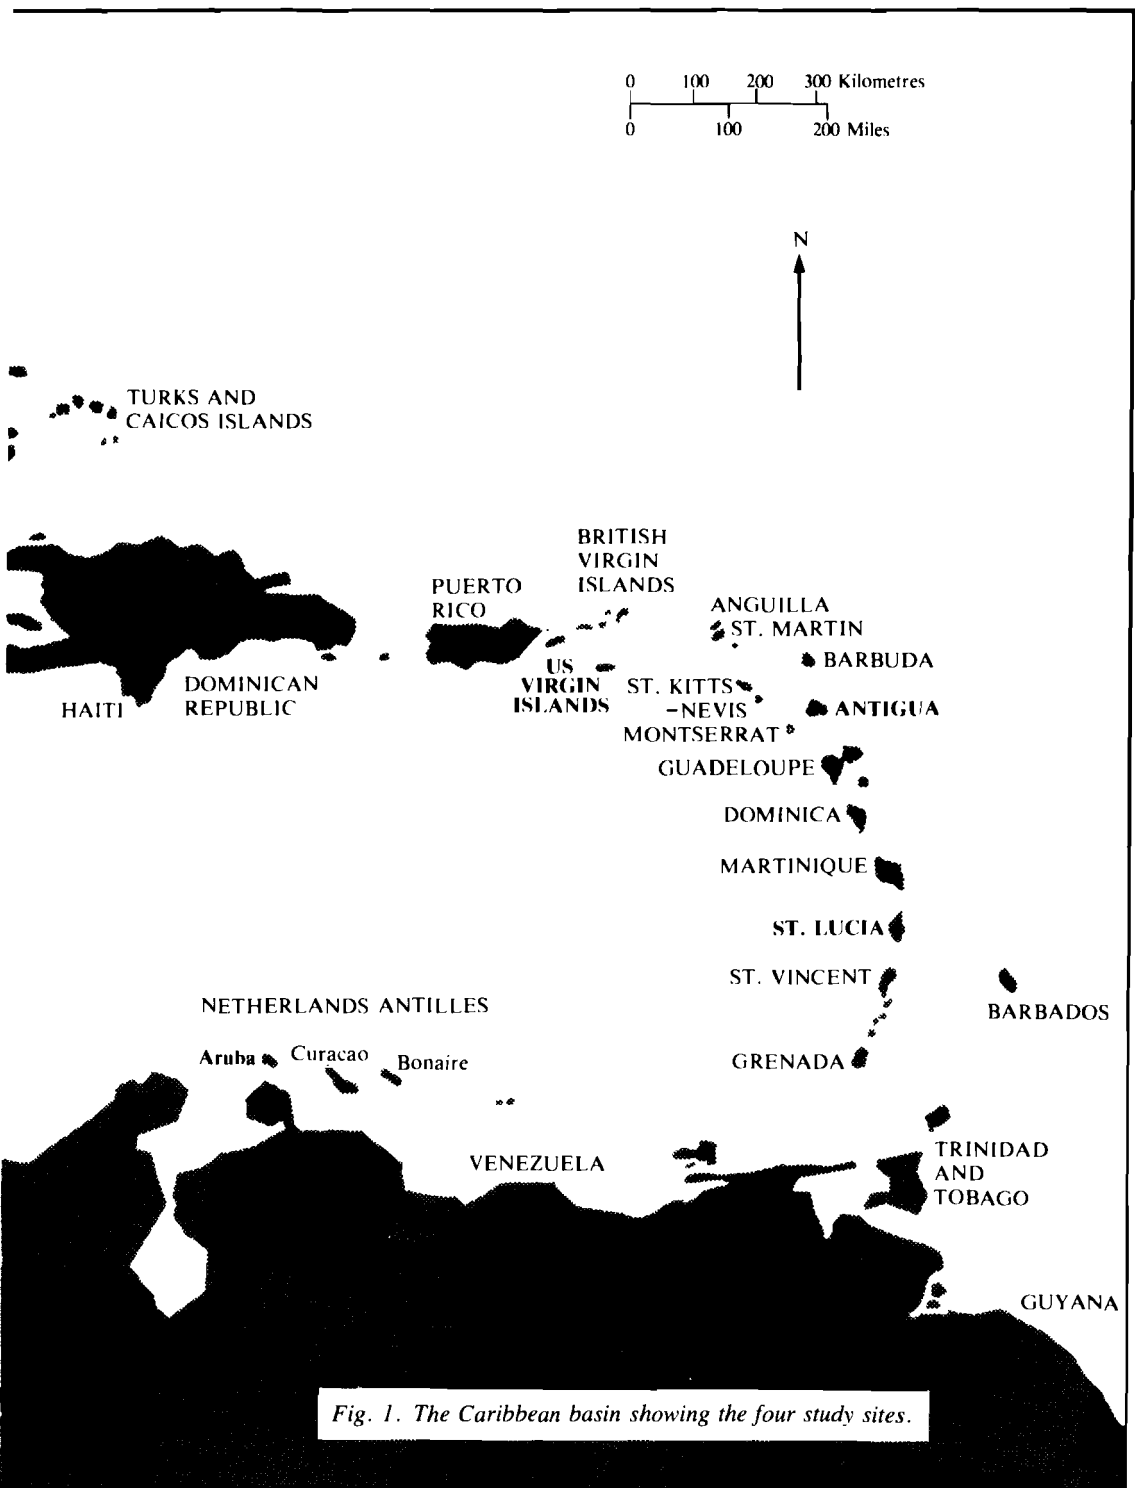 0 100 200 300 Kilometres
0 100 200 Miles
N
TURKS AND
CAICOS ISLANDS
BRITISH
VIRGIN
ISLANDS
PUERTO
RICO
ANGUILLA
ST. MARTIN
BARBUDA
US
VIRGIN
ISLANDS
ST. KITTS
-NEVIS
ANTIGUA
HAITI
DOMINICAN
REPUBLIC
MONTSERRAT
GUADELOUPE
DOMINICA
MARTINIQUE
ST. LUCIA
ST. VINCENT
BARBADOS
NETHERLANDS ANTILLES
Aruba
Curacao
Bonaire
GRENADA
VENEZUELA
TRINIDAD
AND
TOBAGO
GUYANA
Fig. 1. The Caribbean basin showing the four study sites.